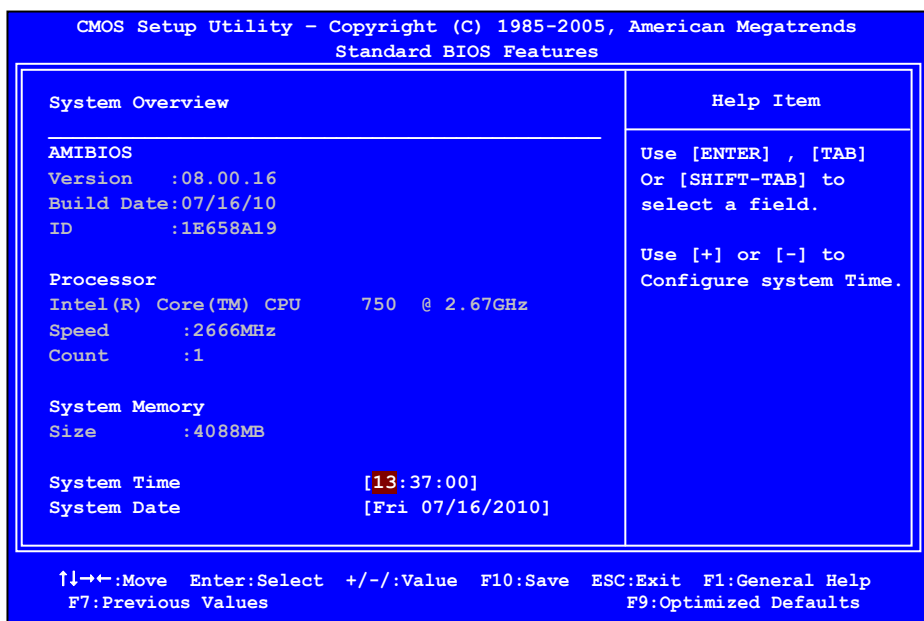 CMOS Setup Utility – Copyright (C) 1985-2005, American Megatrends
Standard BIOS Features
System Overview
AMIBIOS
Version :08.00.16
Build Date:07/16/10
ID :1E658A19
Processor
Intel(R) Core(TM) CPU 750 @ 2.67GHz
Speed :2666MHz
Count :1
System Memory
Size :4088MB
System Time [13:37:00]
System Date [Fri 07/16/2010]
Help Item
Use [ENTER] , [TAB]
Or [SHIFT-TAB] to
select a field.
Use [+] or [-] to
Configure system Time.
↑↓→←:Move Enter:Select +/-/:Value F10:Save ESC:Exit F1:General Help
F7:Previous Values F9:Optimized Defaults